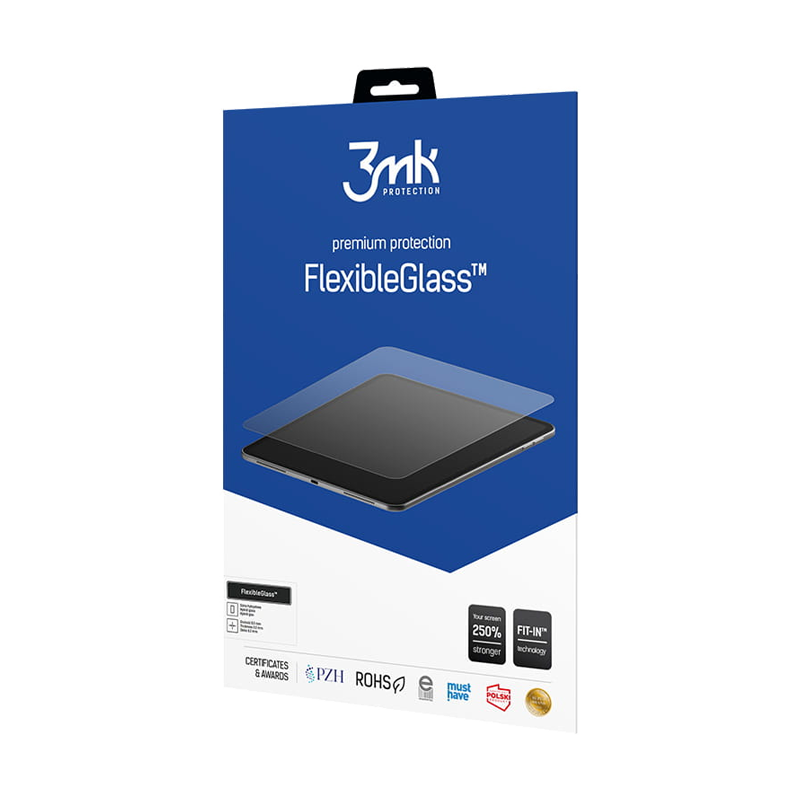 3mk
PROTECTION
premium protection
FlexibleGlass™
FlexibleGlass™
Your screen
250%
stronger
FIT-IN™
technology
CERTIFICATES
& AWARDS
PZH
ROHS
e
must
have
POLSKI